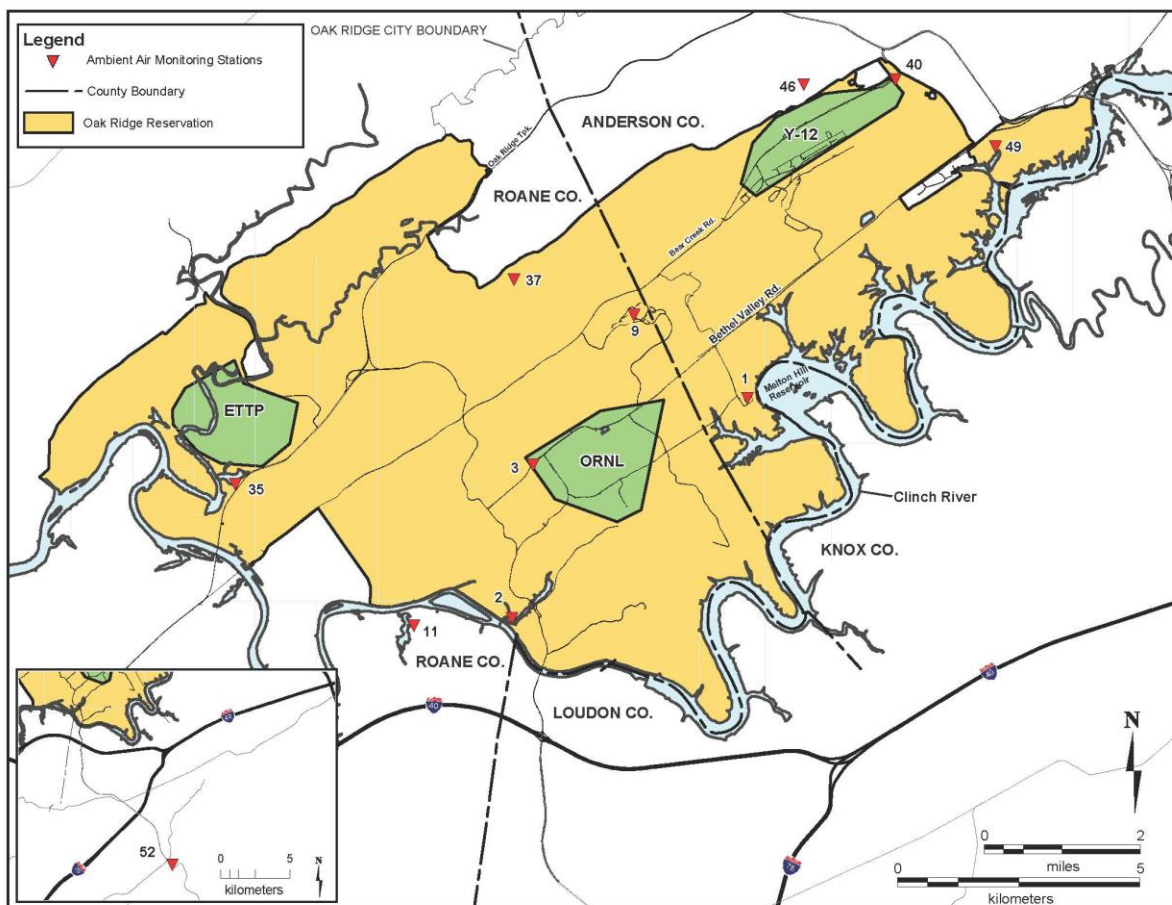 Legend
Ambient Air Monitoring Stations
County Boundary
Oak Ridge Reservation
OAK RIDGE CITY BOUNDARY
46
40
ANDERSON CO.
Y-12
49
Oak Ridge Tpk.
ROANE CO.
Bear Creek Rd.
37
9
Bethel Valley Rd.
1
Melton Hill
Reservoir
ETTP
3
ORNL
35
Clinch River
KNOX CO.
2
11
ROANE CO.
LOUDON CO.
40
40
75
N
0 2
miles
0 5
kilometers
52
0 5
kilometers
N